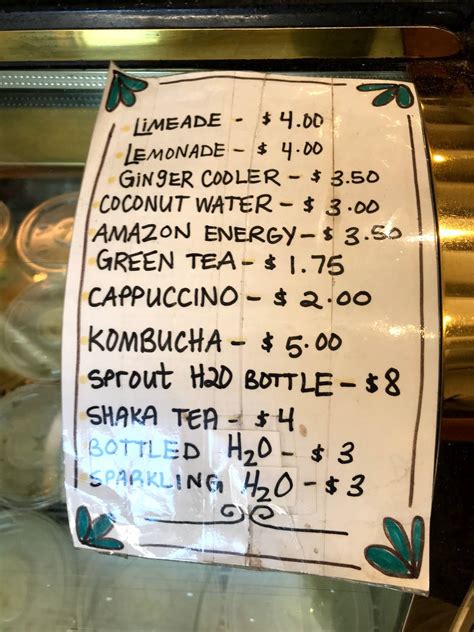 LIMEADE - $ 4.00
LEMONADE - $ 4.00
GINGER COOLER - $ 3.50
COCONUT WATER - $ 3.00
AMAZON ENERGY - $ 3.50
GREEN TEA - $ 1.75
CAPPUCCINO - $ 2.00
KOMBUCHA - $ 5.00
SPROUT H2O BOTTLE - $8
SHAKA TEA - $ 4
BOTTLED H2O - $ 3
SPARKLING H2O - $ 3